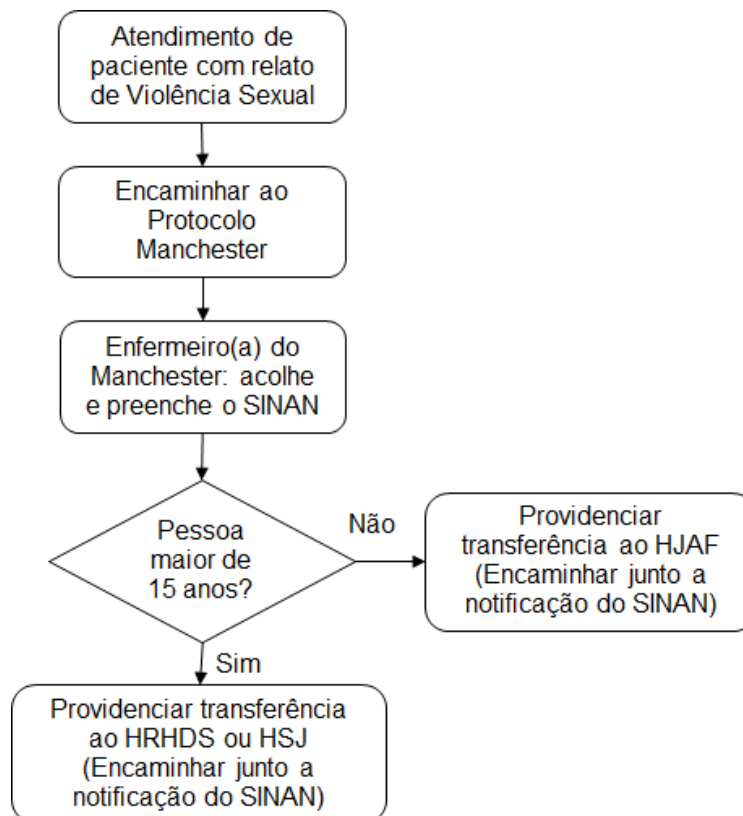 Atendimento de
paciente com relato
de Violência Sexual
Encaminhar ao
Protocolo
Manchester
Enfermeiro(a) do
Manchester: acolhe
e preenche o SINAN
Pessoa
maior de
15 anos?
Não
Providenciar
transferência ao HJAF
(Encaminhar junto a
notificação do SINAN)
Sim
Providenciar transferência
ao HRHDS ou HSJ
(Encaminhar junto a
notificação do SINAN)